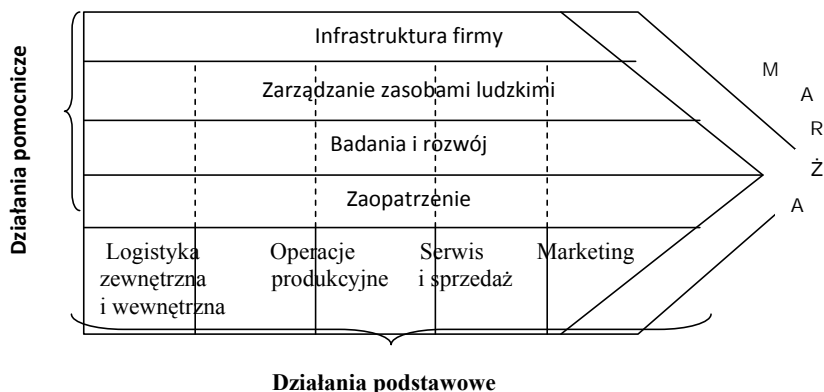 Działania pomocnicze
Infrastruktura firmy
Zarządzanie zasobami ludzkimi
Badania i rozwój
Zaopatrzenie
Logistyka
zewnętrzna
i wewnętrzna
Operacje
produkcyjne
Serwis
i sprzedaż
Marketing
M
A
R
Ż
A
Działania podstawowe